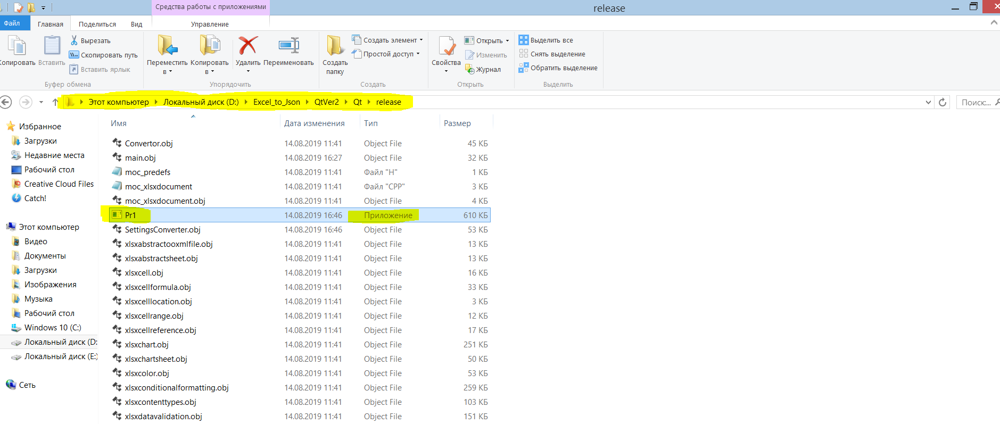 Средства работы с приложениями
release
Файл
Главная
Поделиться
Вид
Управление
Вставить
Вырезать
Скопировать путь
Вставить ярлык
Буфер обмена
Переместить в
Копировать в
Удалить
Переименовать
Упорядочить
Создать папку
Создать элемент
Простой доступ
Создать
Свойства
Открыть
Изменить
Журнал
Открыть
Выделить все
Снять выделение
Обратить выделение
Выделить
Этот компьютер
Локальный диск (D:)
Excel_to_Json
QtVer2
Qt
release
Поиск:...
Избранное
Загрузки
Недавние места
Рабочий стол
Creative Cloud Files
Catch!
Этот компьютер
Видео
Документы
Загрузки
Изображения
Музыка
Рабочий стол
Windows 10 (C:)
Локальный диск (D:
Локальный диск (E:)
Сеть
Имя Дата изменения Тип Размер
Convertor.obj 14.08.2019 11:41 Object File 45 КБ
main.obj 14.08.2019 16:27 Object File 32 КБ
moc_predefs 14.08.2019 11:41 Файл "H" 1 КБ
moc_xlsxdocument 14.08.2019 11:41 Файл "CPP" 3 КБ
moc_xlsxdocument.obj 14.08.2019 11:41 Object File 4 КБ
Pr1 14.08.2019 16:46 Приложение 610 КБ
SettingsConverter.obj 14.08.2019 16:46 Object File 53 КБ
xlsxabstractooxmlfile.obj 14.08.2019 11:41 Object File 13 КБ
xlsxabstractsheet.obj 14.08.2019 11:41 Object File 13 КБ
xlsxcell.obj 14.08.2019 11:41 Object File 16 КБ
xlsxcellformula.obj 14.08.2019 11:41 Object File 33 КБ
xlsxcelllocation.obj 14.08.2019 11:41 Object File 3 КБ
xlsxcellrange.obj 14.08.2019 11:41 Object File 12 КБ
xlsxcellreference.obj 14.08.2019 11:41 Object File 17 КБ
xlsxchart.obj 14.08.2019 11:41 Object File 251 КБ
xlsxchartsheet.obj 14.08.2019 11:41 Object File 50 КБ
xlsxcolor.obj 14.08.2019 11:41 Object File 53 КБ
xlsxconditionalformatting.obj 14.08.2019 11:41 Object File 259 КБ
xlsxcontenttypes.obj 14.08.2019 11:41 Object File 103 КБ
xlsxdatavalidation.obj 14.08.2019 11:41 Object File 151 КБ